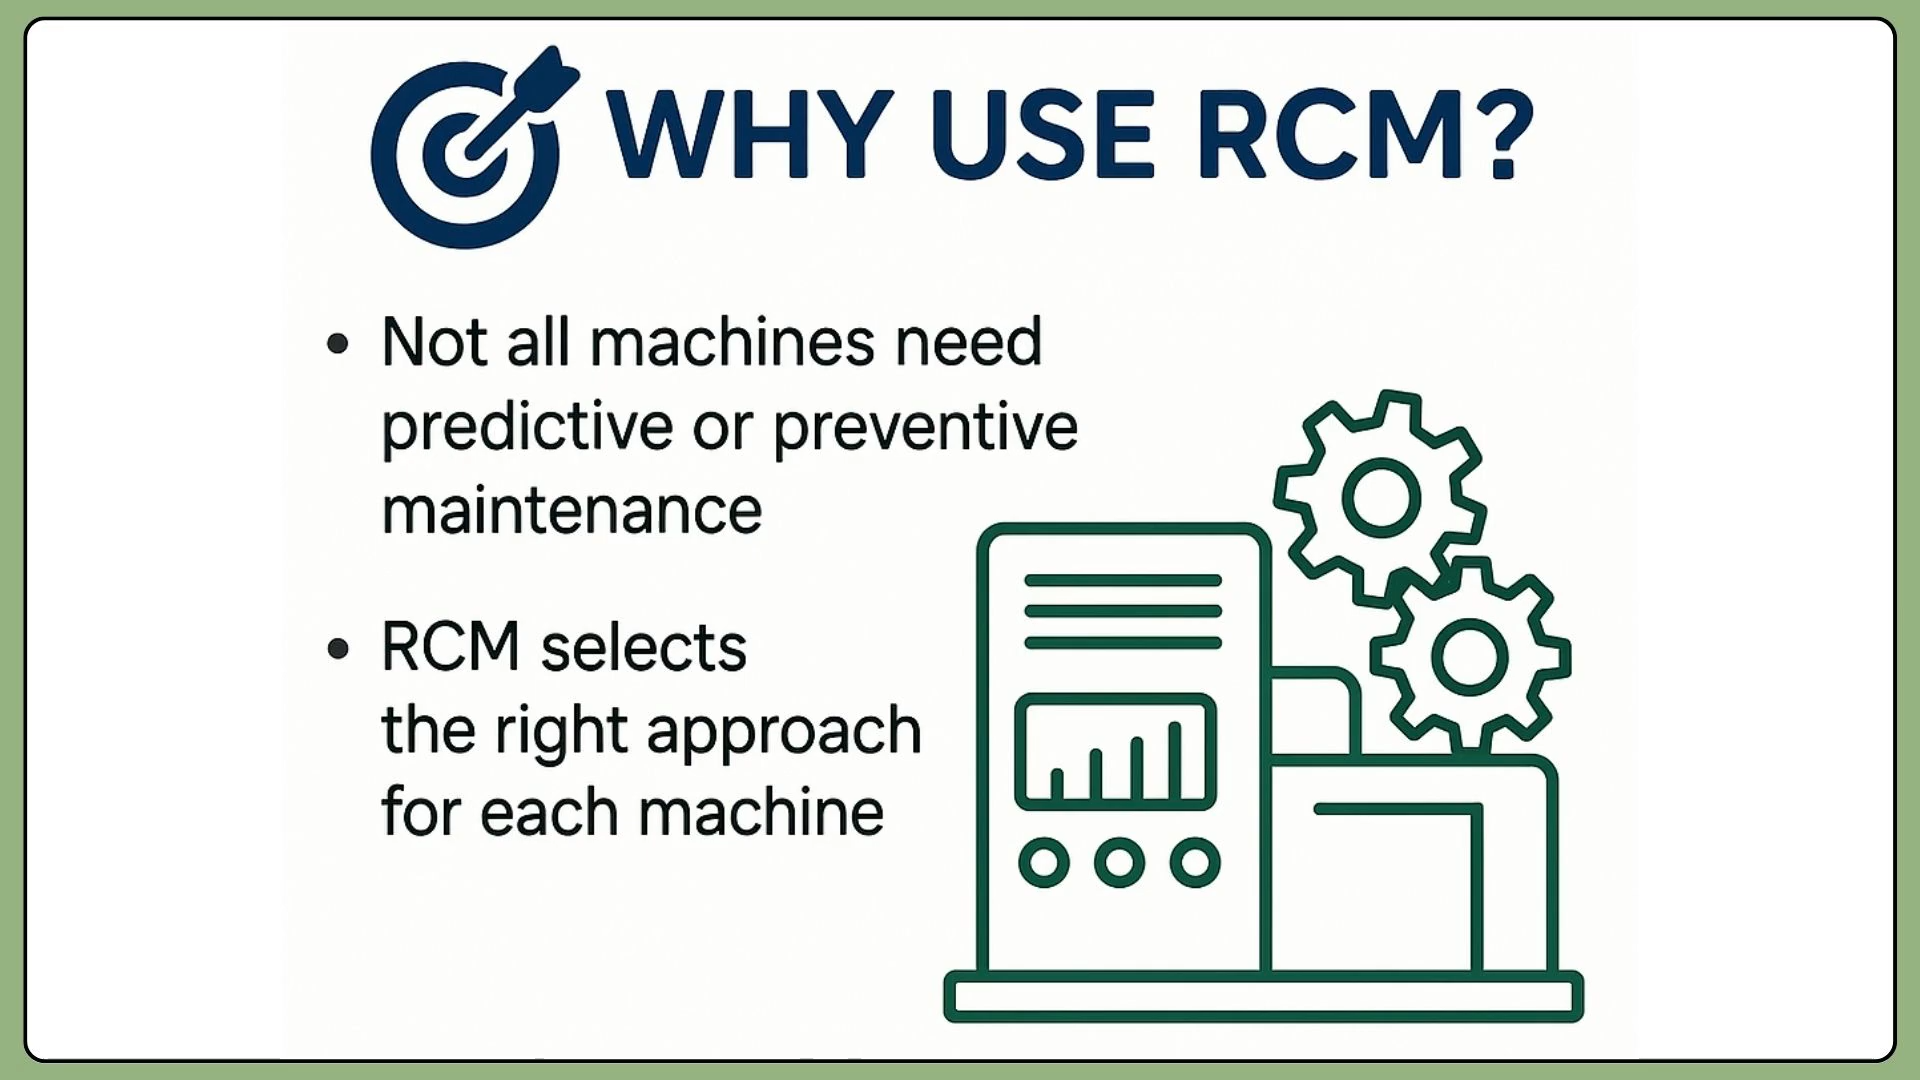 WHY USE RCM?
• Not all machines need
predictive or preventive
maintenance
• RCM selects
the right approach
for each machine